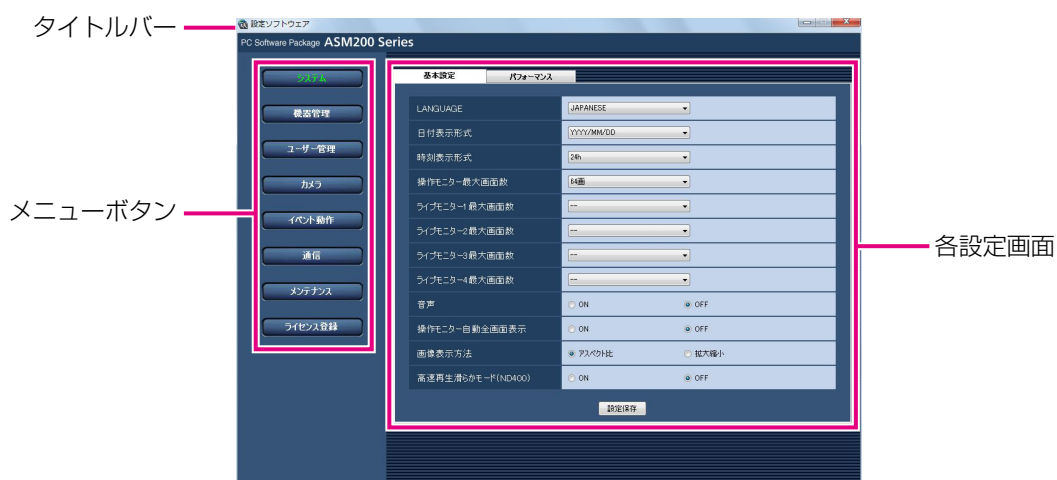 タイトルバー
設定ソフトウェア
PC Software Package ASM200 Series
メニューボタン
システム
機器管理
ユーザー管理
カメラ
イベント動作
通信
メンテナンス
ライセンス登録
各設定画面
基本設定 パフォーマンス
LANGUAGE JAPANESE
日付表示形式 YYYY/MM/DD
時刻表示形式 24h
操作モニター最大画面数 64画
ライブモニター1最大画面数 --
ライブモニター2最大画面数 --
ライブモニター3最大画面数 --
ライブモニター4最大画面数 --
音声 ON OFF
操作モニター自動全画面表示 ON OFF
画像表示方法 アスペクト比 拡大縮小
高速再生滑らかモード(ND400) ON OFF
設定保存